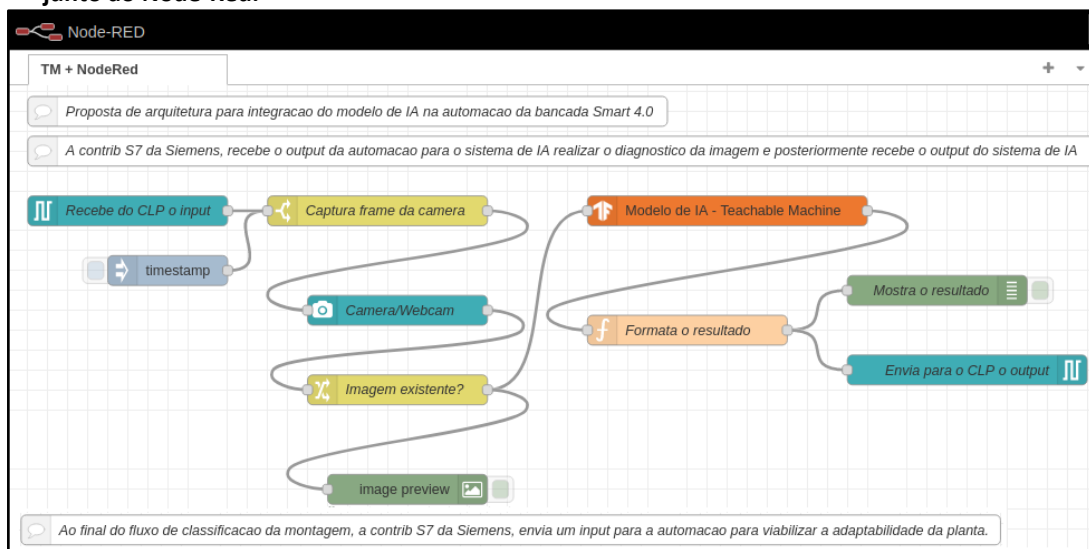 Node-RED
TM + NodeRed
Proposta de arquitetura para integracao do modelo de IA na automacao da bancada Smart 4.0
A contrib S7 da Siemens, recebe o output da automacao para o sistema de IA realizar o diagnostico da imagem e posteriormente recebe o output do sistema de IA
Recebe do CLP o input
Captura frame da camera
Modelo de IA - Teachable Machine
timestamp
Mostra o resultado
Camera/Webcam
Formata o resultado
Envia para o CLP o output
Imagem existente?
image preview
Ao final do fluxo de classificacao da montagem, a contrib S7 da Siemens, envia um input para a automacao para viabilizar a adaptabilidade da planta.